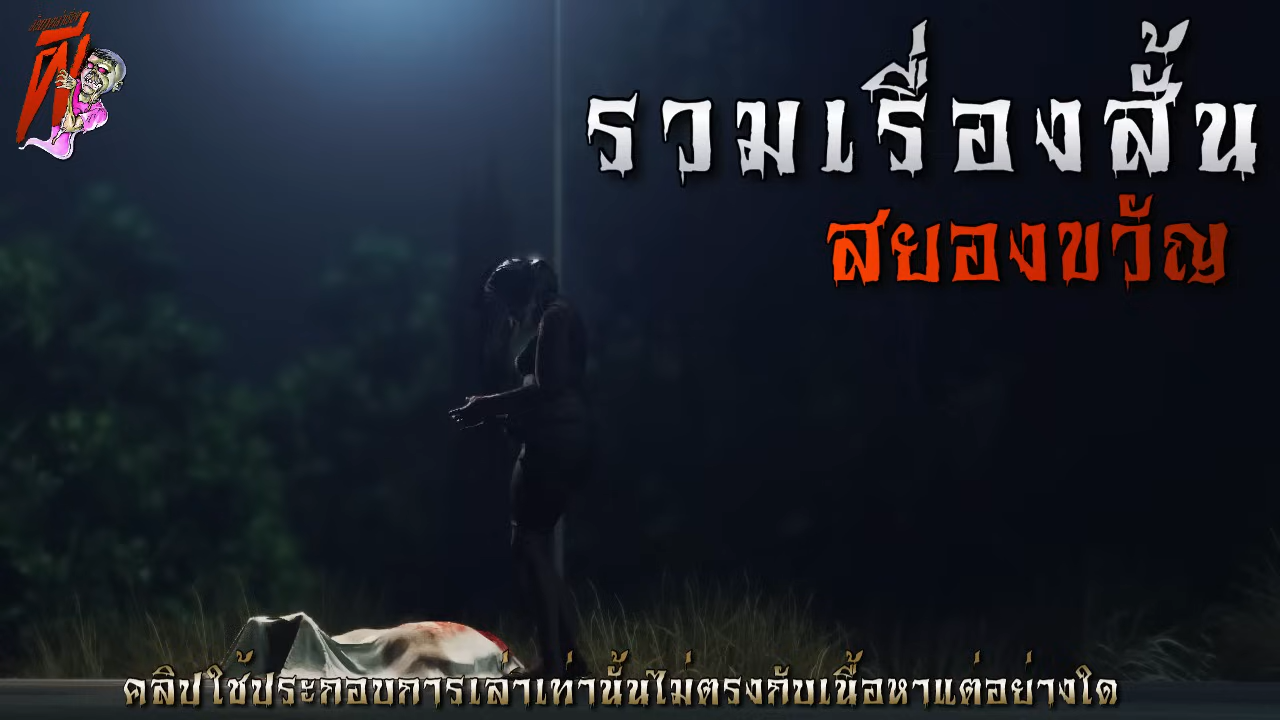 ผี
รวมเรื่องสั้น
สยองขวัญ
คลิปใช้ประกอบการเล่าเท่านั้นไม่ตรงกับเนื้อหาแต่อย่างใด